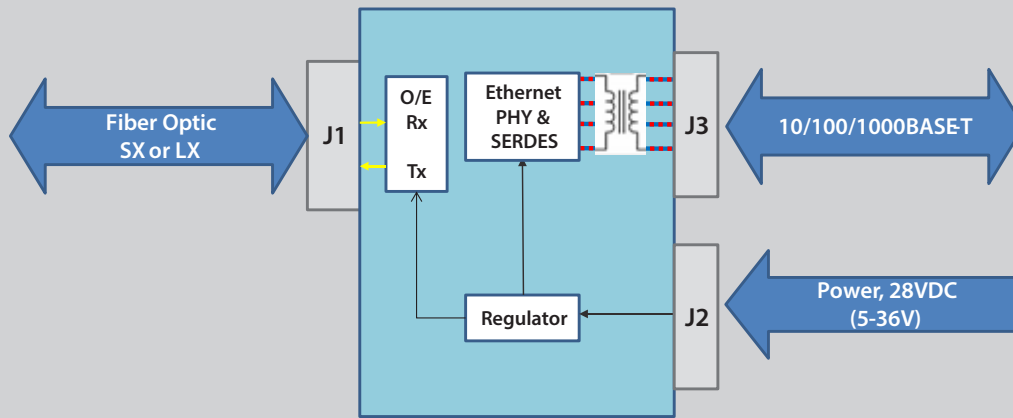 Fiber Optic
SX or LX
J1
O/E
Rx
Tx
Ethernet
PHY &
SERDES
J3
10/100/1000BASE-T
Regulator
J2
Power, 28VDC
(5-36V)